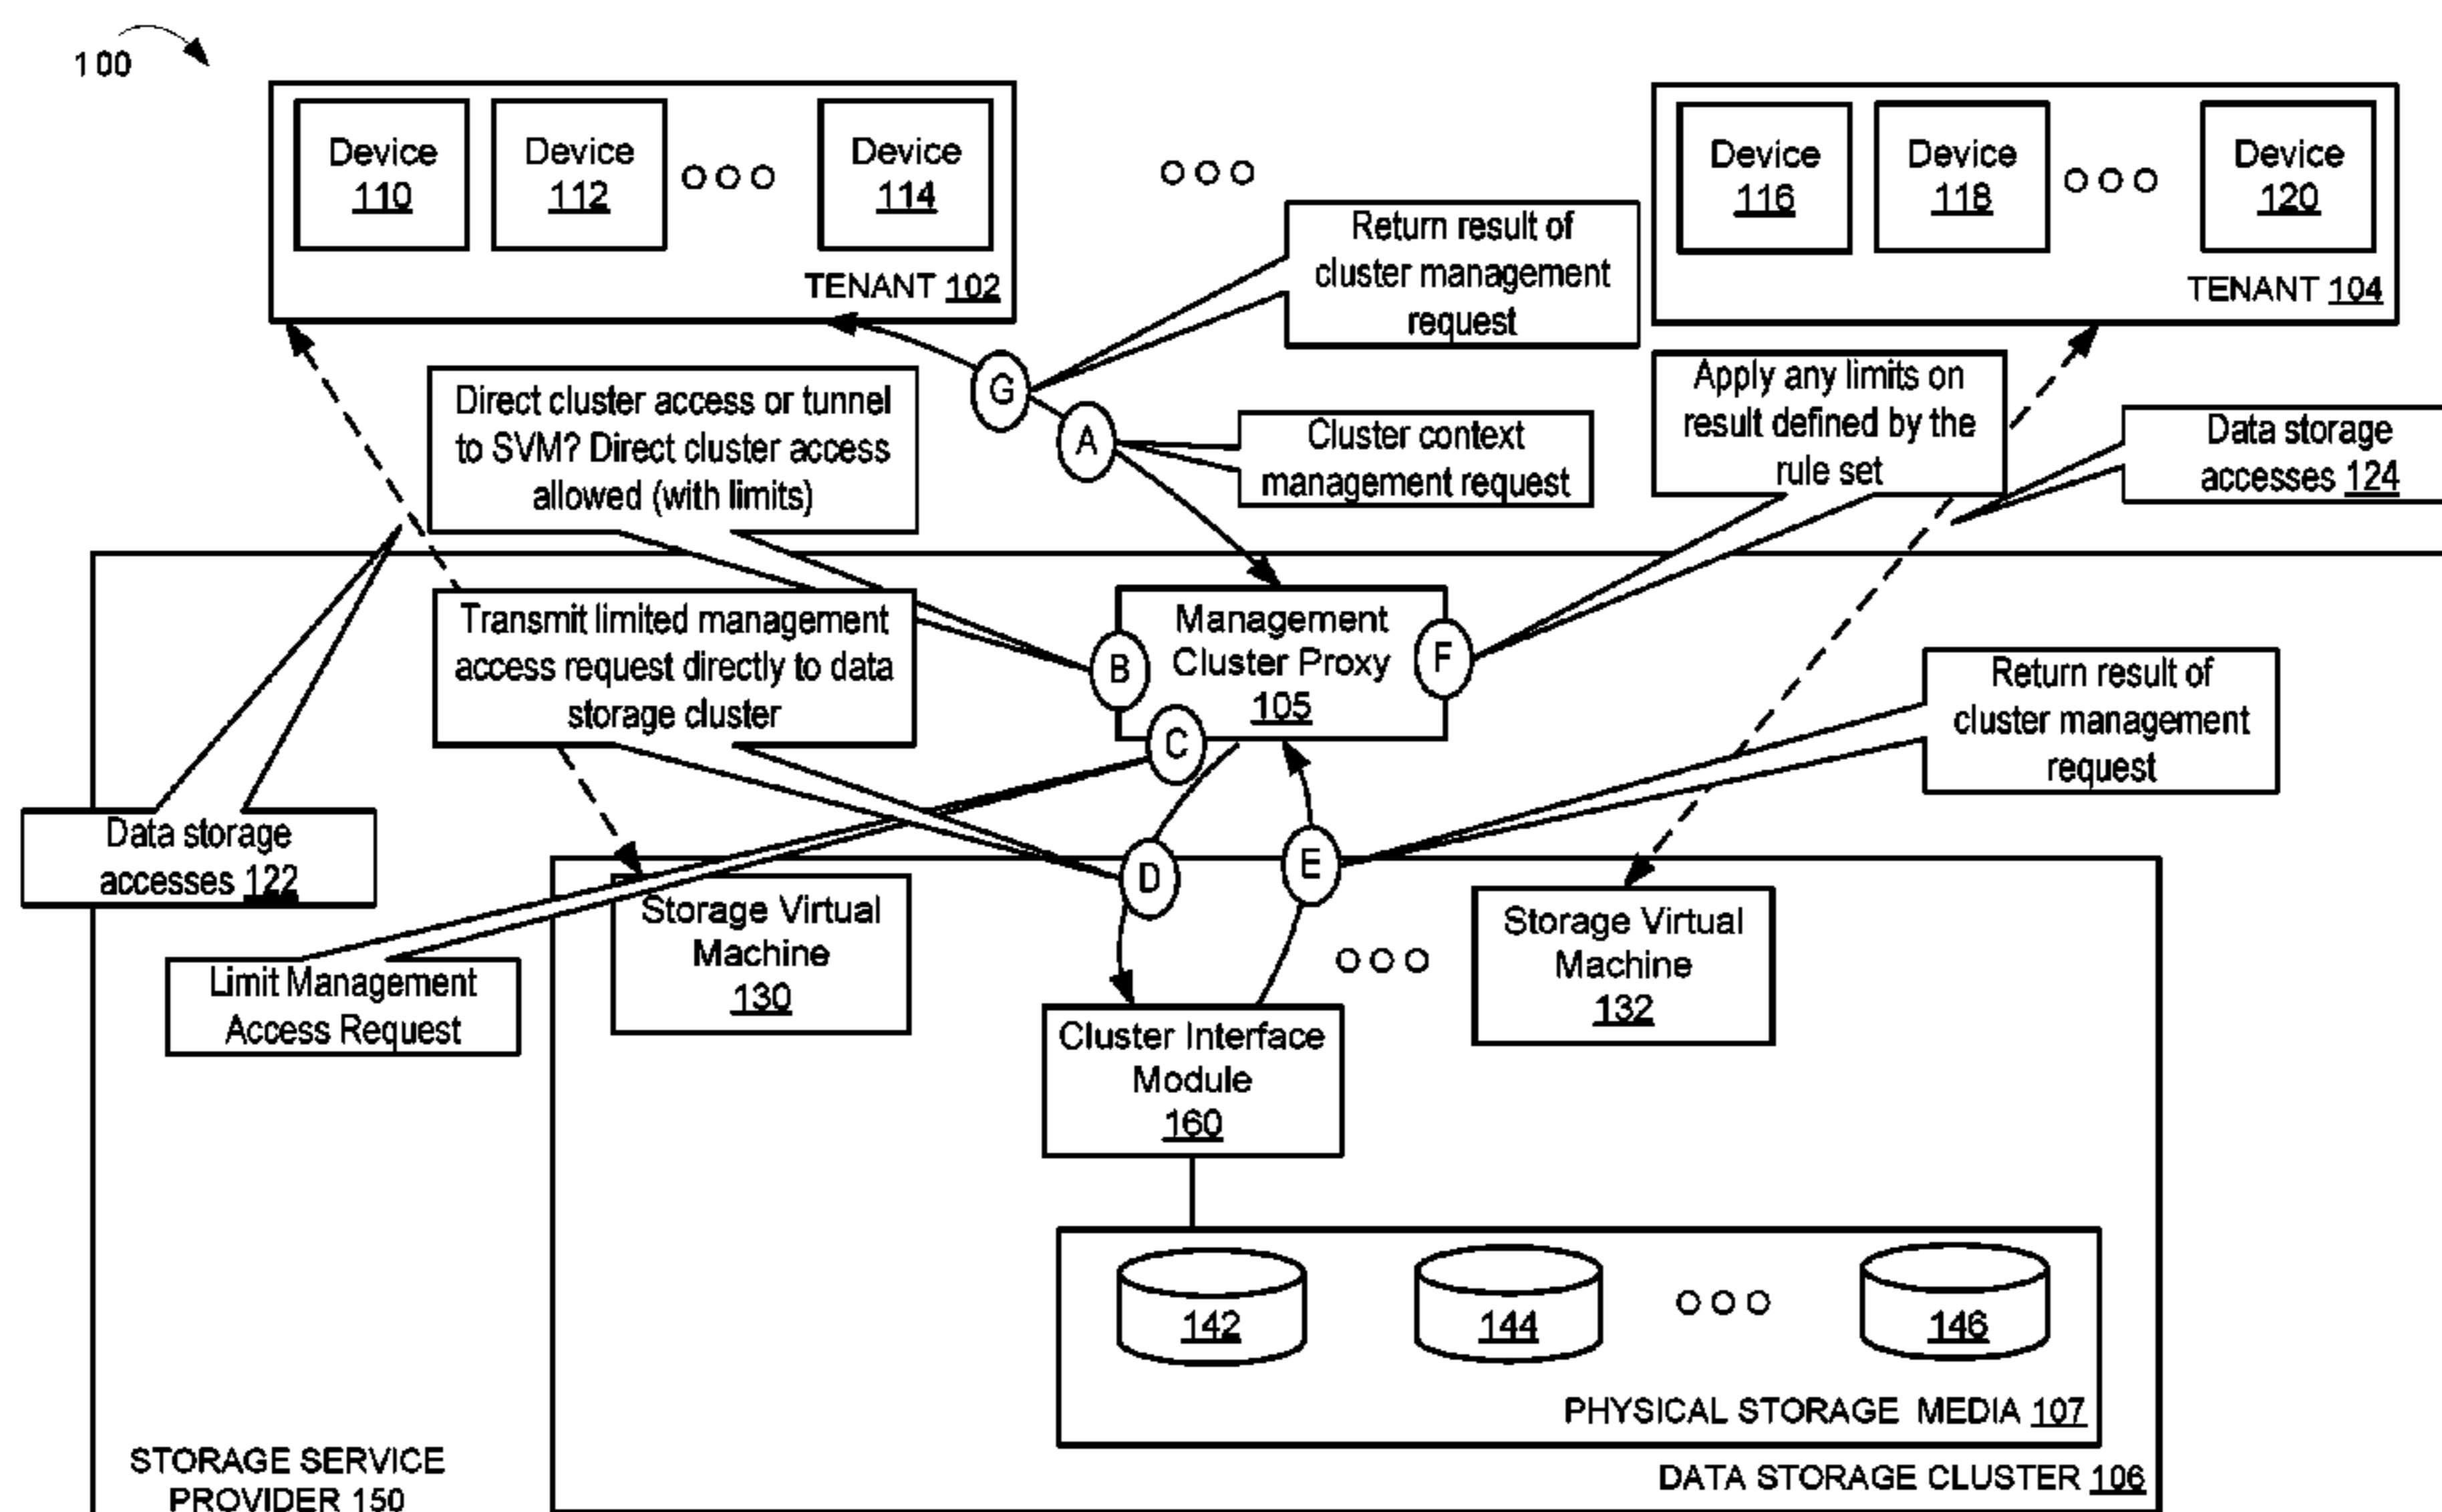 100
Device
110
Device
112
Device
114
TENANT 102
Device
116
Device
118
Device
120
TENANT 104
Return result of
cluster management
request
G
A
Cluster context
management request
Direct cluster access or tunnel
to SVM? Direct cluster access
allowed (with limits)
Apply any limits on
result defined by the
rule set
Data storage
accesses 124
Transmit limited management
access request directly to data
storage cluster
Management
Cluster Proxy
105
B
F
C
Return result of
cluster management
request
Data storage
accesses 122
D
E
Limit Management
Access Request
Storage Virtual
Machine
130
Storage Virtual
Machine
132
Cluster Interface
Module
160
142
144
146
PHYSICAL STORAGE MEDIA 107
DATA STORAGE CLUSTER 106
STORAGE SERVICE
PROVIDER 150